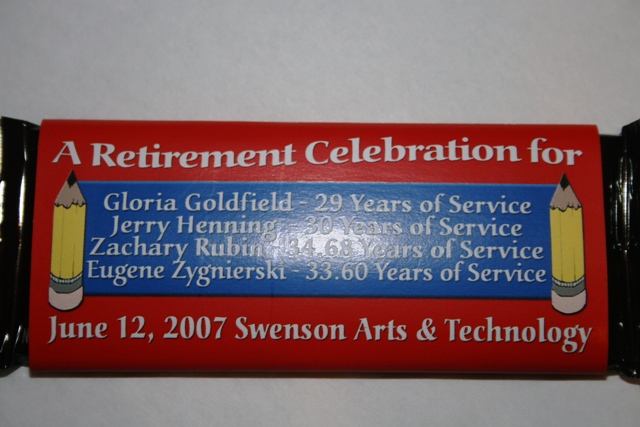 A Retirement Celebration for
Gloria Goldfield - 29 Years of Service
Jerry Henning - 30 Years of Service
Zachary Rubin - 34.68 Years of Service
Eugene Zygnierski - 33.60 Years of Service
June 12, 2007 Swenson Arts & Technology